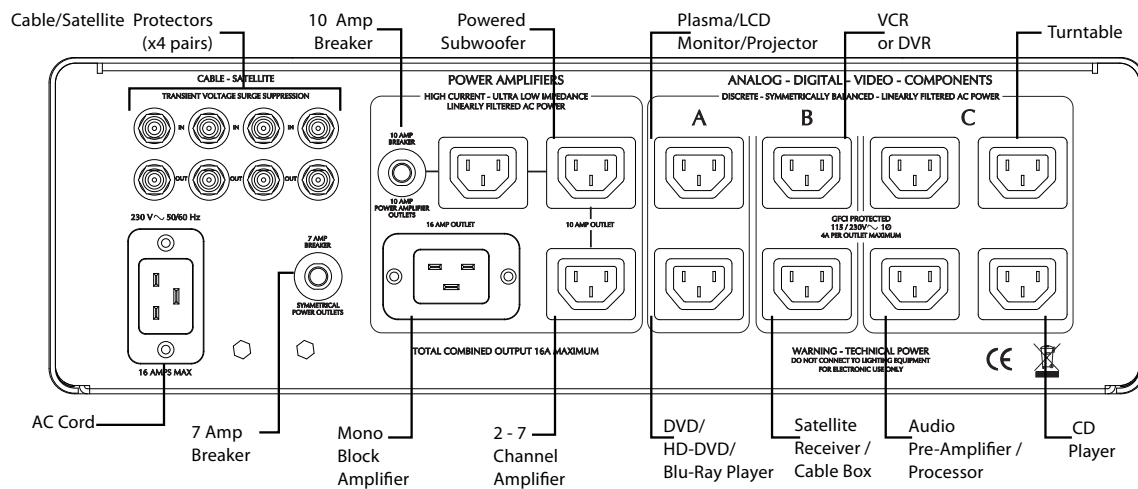 Cable/Satellite Protectors
(x4 pairs)
10 Amp
Breaker
Powered
Subwoofer
Plasma/LCD
Monitor/Projector
VCR
or DVR
Turntable
CABLE - SATELLITE
TRANSIENT VOLTAGE SURGE SUPPRESSION
IN
IN
IN
OUT
OUT
OUT
230 V～ 50/60 Hz
16 AMPS MAX
7 AMP
BREAKER
SYMMETRICAL
POWER OUTLETS
POWER AMPLIFIERS
HIGH CURRENT - ULTRA LOW IMPEDANCE
LINEARLY FILTERED AC POWER
10 AMP
BREAKER
10 AMP
POWER AMPLIFIER
OUTLETS
16 AMP OUTLET
10 AMP OUTLET
TOTAL COMBINED OUTPUT 16A MAXIMUM
ANALOG - DIGITAL - VIDEO - COMPONENTS
DISCRETE - SYMMETRICALLY BALANCED - LINEARLY FILTERED AC POWER
A
B
C
GFCI PROTECTED
115 / 230V～ 1Ø
4A PER OUTLET MAXIMUM
WARNING - TECHNICAL POWER
DO NOT CONNECT TO LIGHTING EQUIPMENT
FOR ELECTRONIC USE ONLY
CE
AC Cord
7 Amp
Breaker
Mono
Block
Amplifier
2 - 7
Channel
Amplifier
DVD/
HD-DVD/
Blu-Ray Player
Satellite
Receiver /
Cable Box
Audio
Pre-Amplifier /
Processor
CD
Player